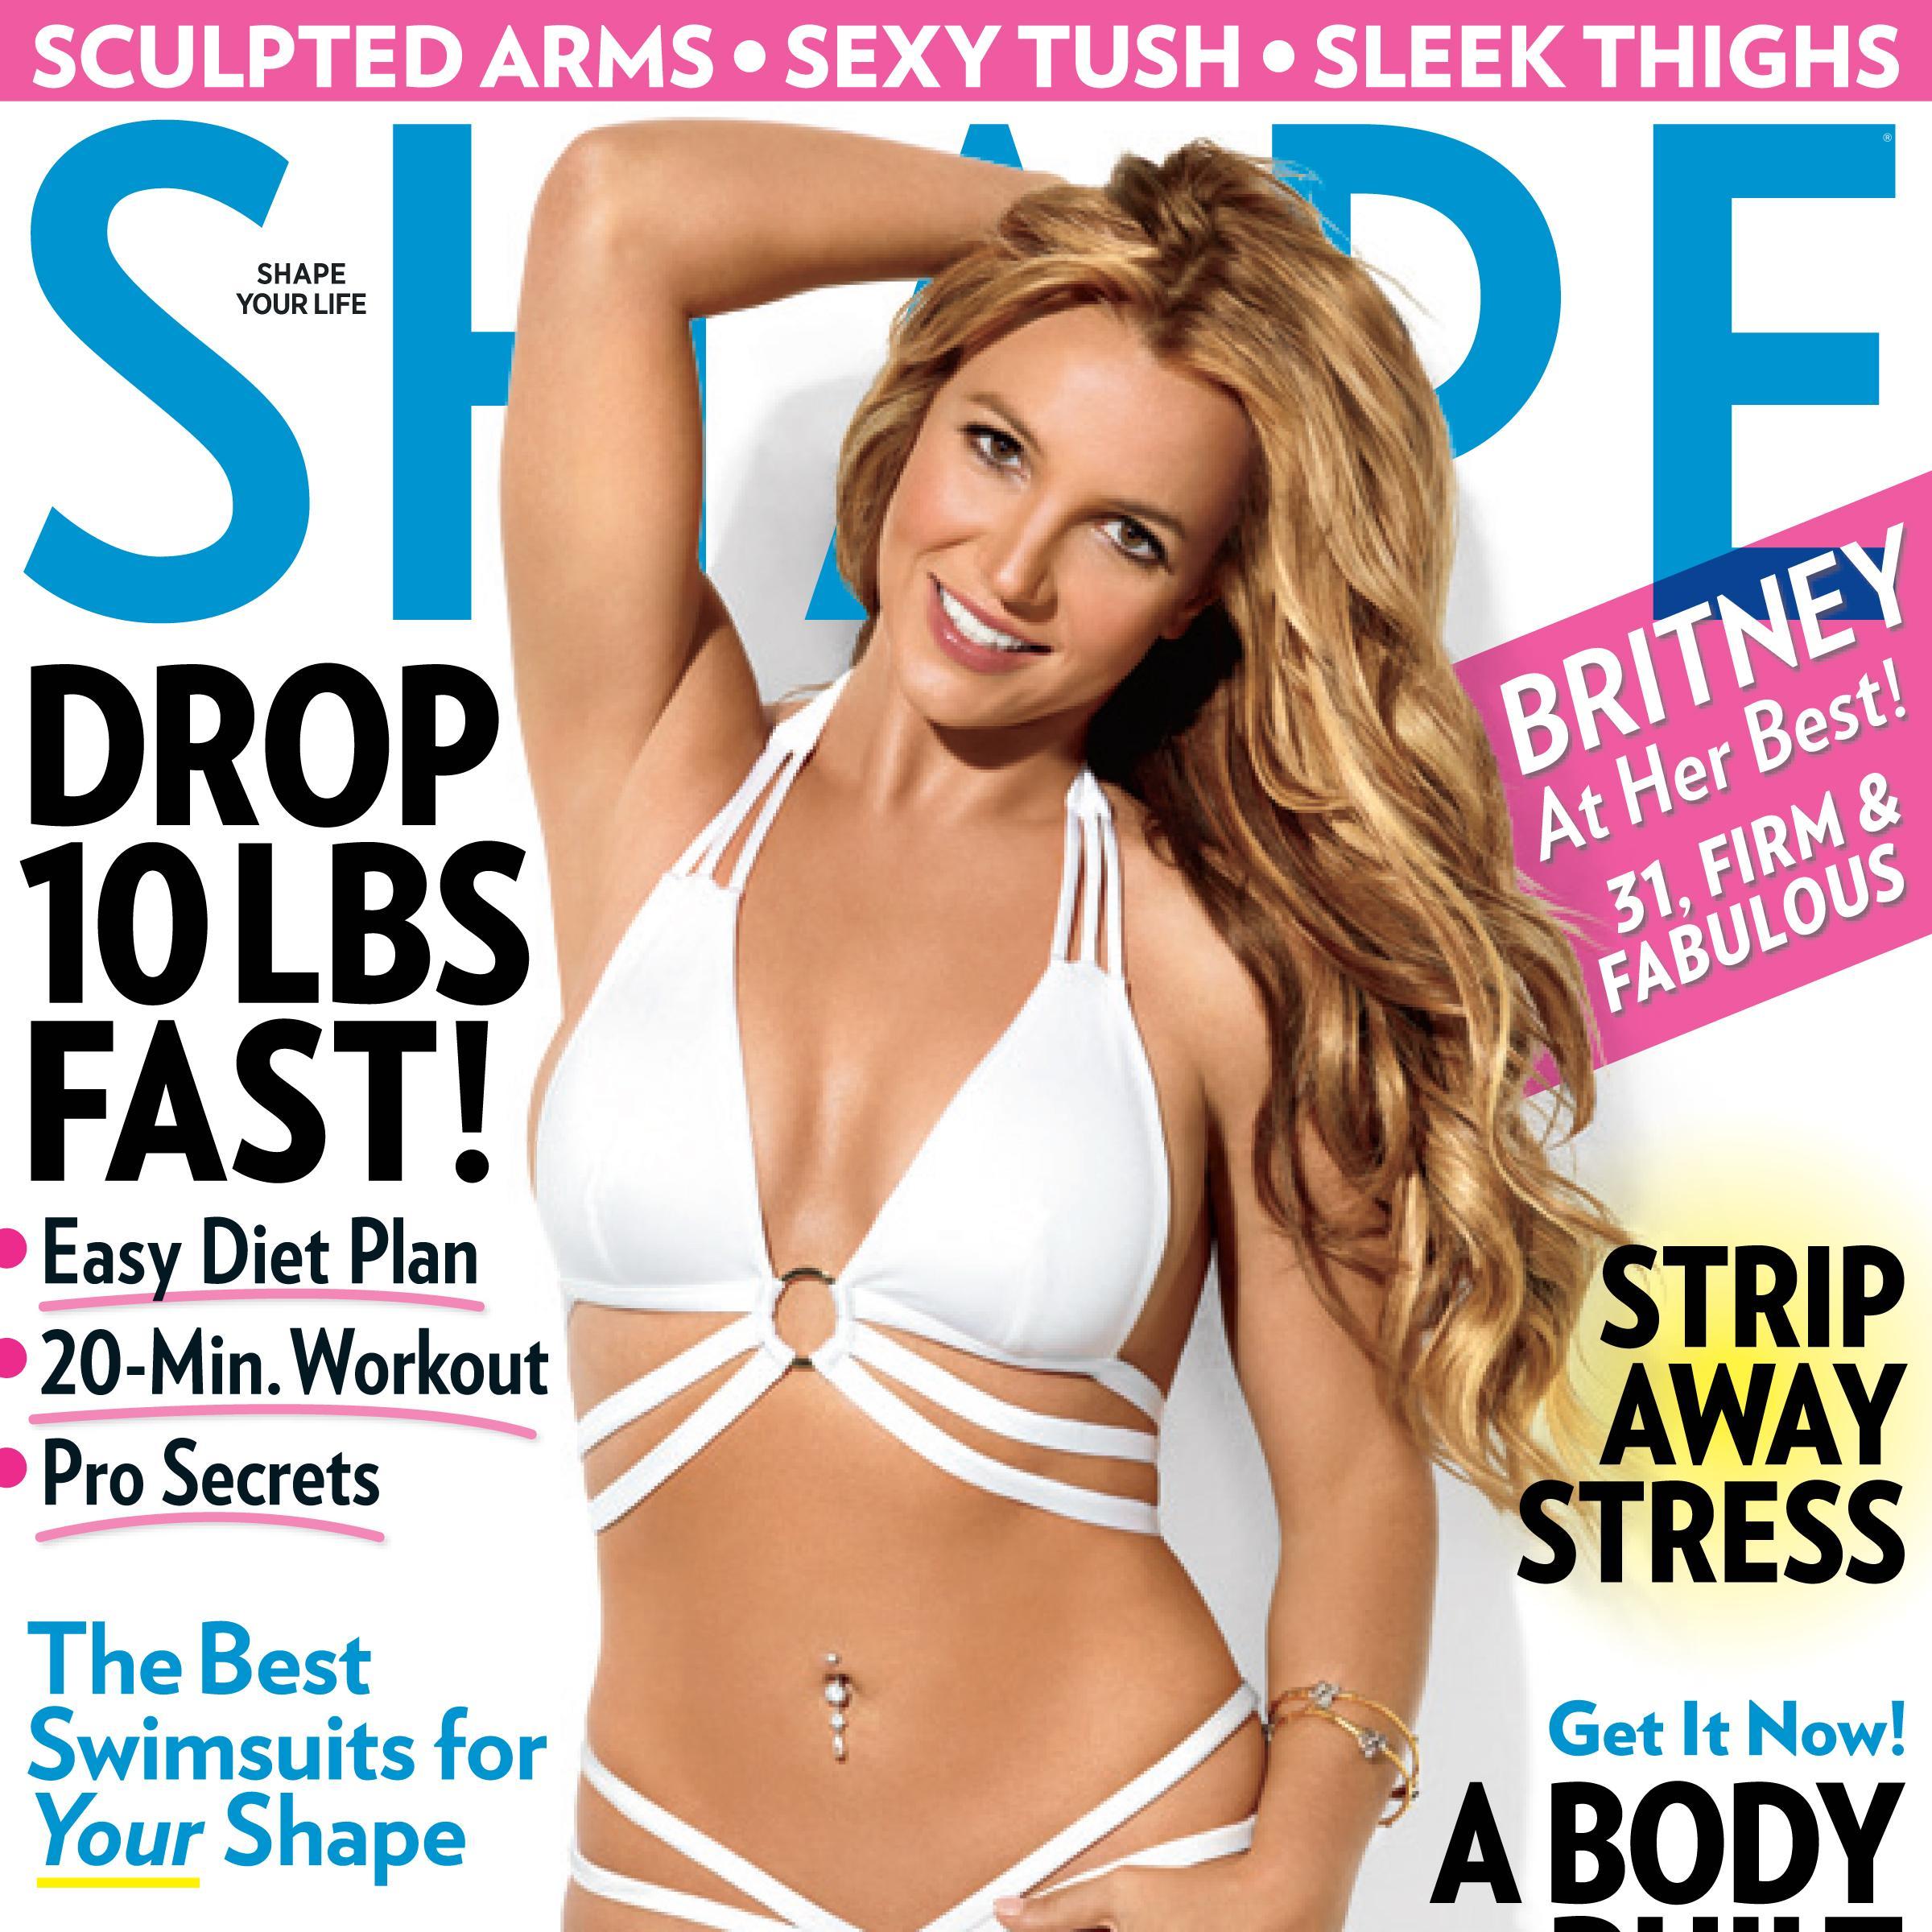 SCULPTED ARMS • SEXY TUSH • SLEEK THIGHS
SHAPE
®
SHAPE
YOUR LIFE
BRITNEY
At Her Best!
31, FIRM &
FABULOUS
DROP
10 LBS
FAST!
• Easy Diet Plan
• 20-Min. Workout
• Pro Secrets
The Best
Swimsuits for
Your Shape
STRIP
AWAY
STRESS
Get It Now!
A BODY